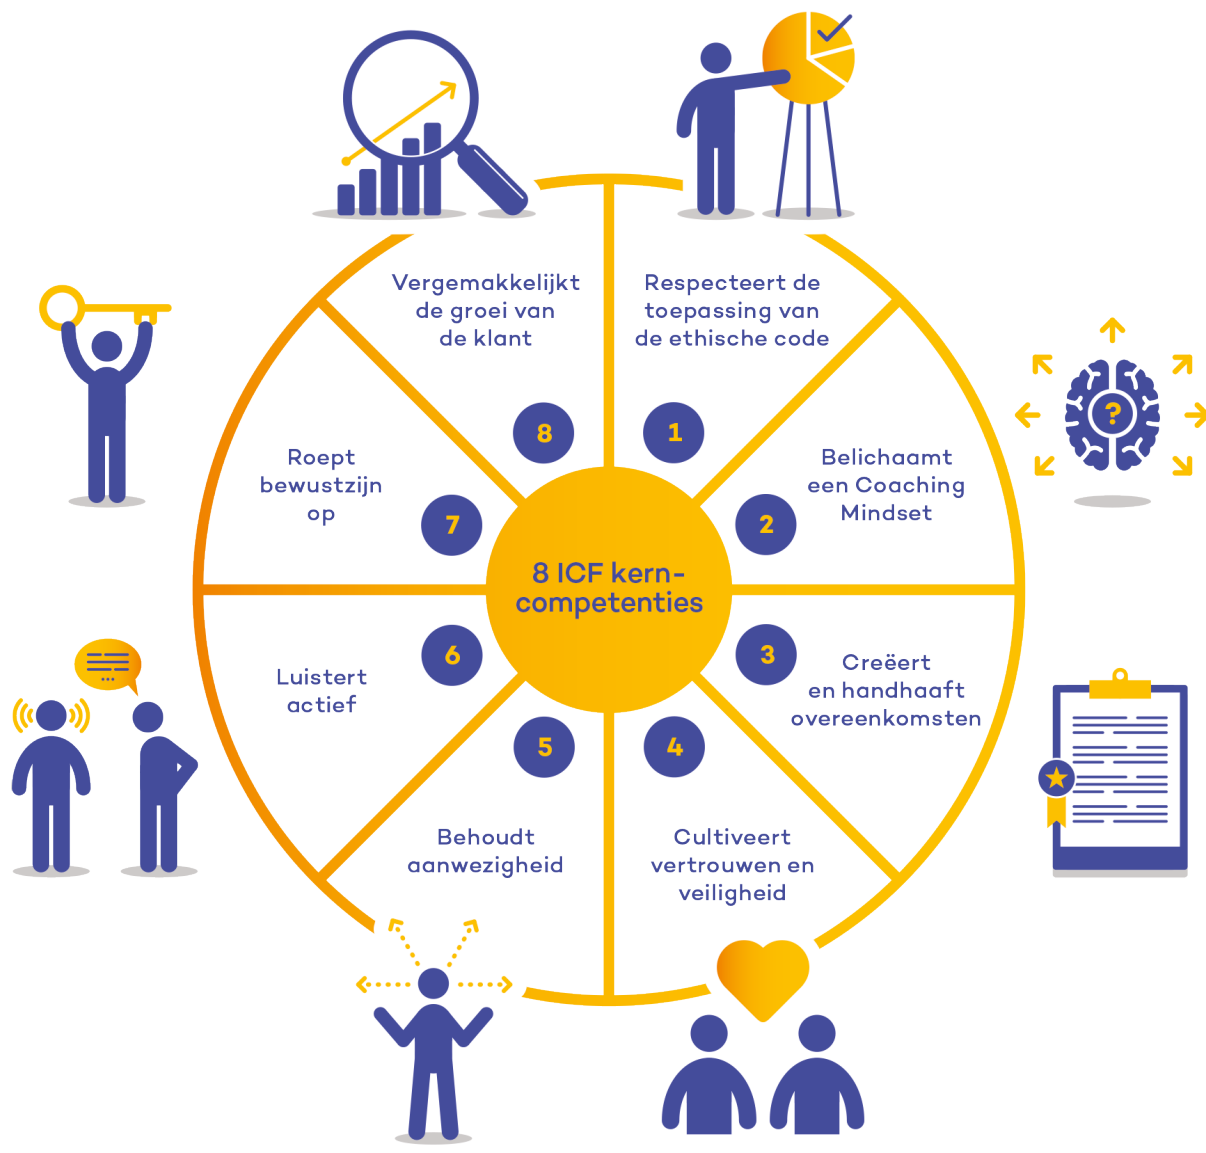 8 ICF kern-
competenties
1
Respecteert de
toepassing van
de ethische code
2
Belichaamt
een Coaching
Mindset
?
3
Creëert
en handhaaft
overeenkomsten
4
Cultiveert
vertrouwen en
veiligheid
5
Behoudt
aanwezigheid
6
Luistert
actief
7
Roept
bewustzijn
op
8
Vergemakkelijkt
de groei van
de klant